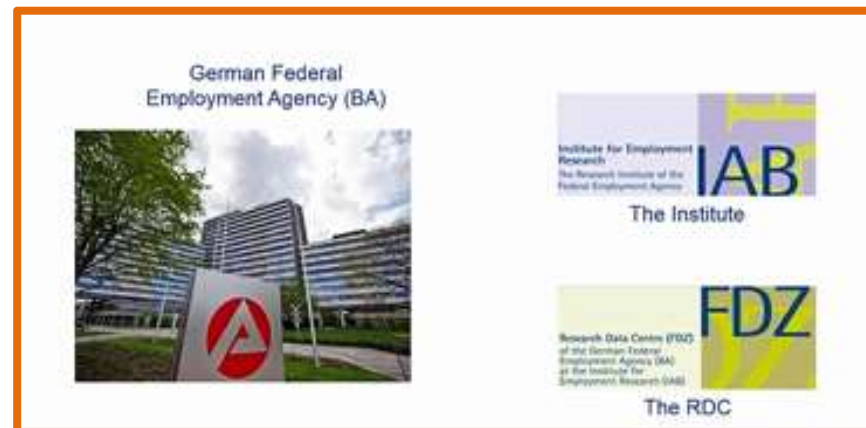 German Federal
Employment Agency (BA)
Institute for Employment
Research
The Research Institute of the
Federal Employment Agency
IAB
The Institute
FDZ
Research Data Centre (FDZ)
of the German Federal
Employment Agency (BA)
at the Institute for
Employment Research (IAB)
The RDC